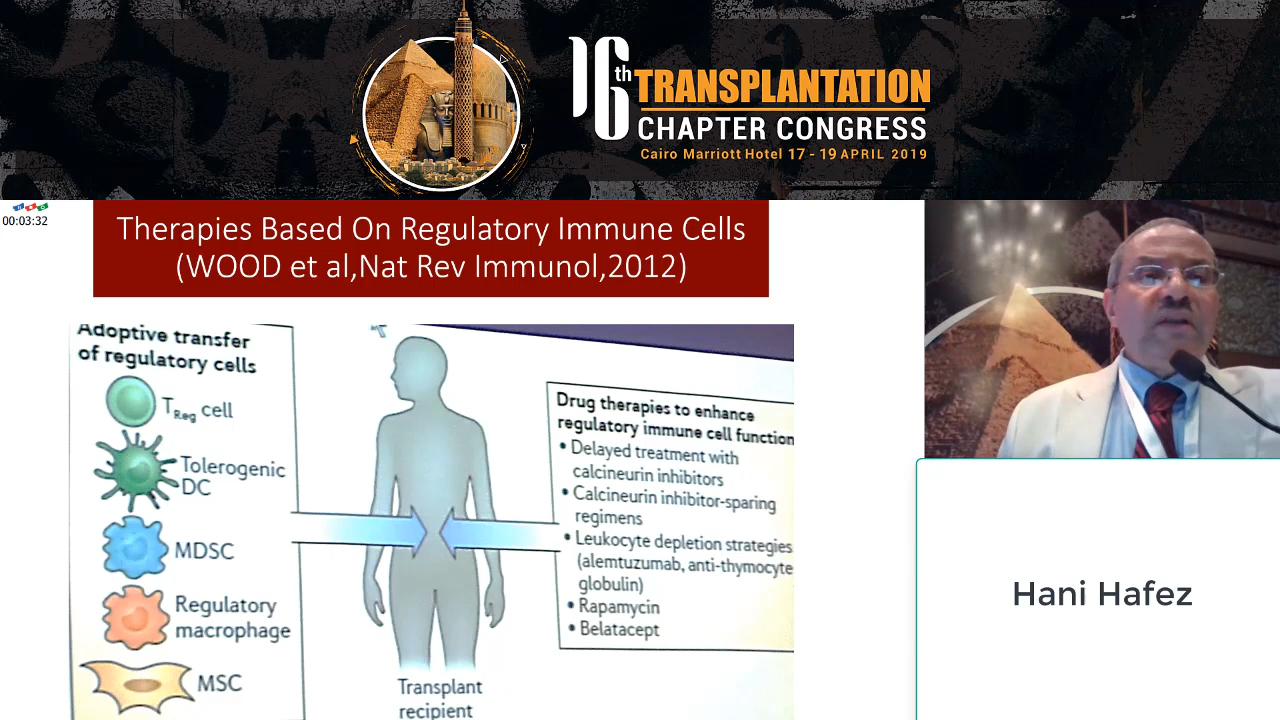 16th TRANSPLANTATION
CHAPTER CONGRESS
Cairo Marriott Hotel 17 - 19 APRIL 2019
00:03:32
Therapies Based On Regulatory Immune Cells
(WOOD et al,Nat Rev Immunol,2012)
Adoptive transfer
of regulatory cells
TReg cell
Tolerogenic
DC
MDSC
Regulatory
macrophage
MSC
Transplant
recipient
Drug therapies to enhance
regulatory immune cell function
• Delayed treatment with
calcineurin inhibitors
• Calcineurin inhibitor-sparing
regimens
• Leukocyte depletion strategies
(alemtuzumab, anti-thymocyte
globulin)
• Rapamycin
• Belatacept
Hani Hafez